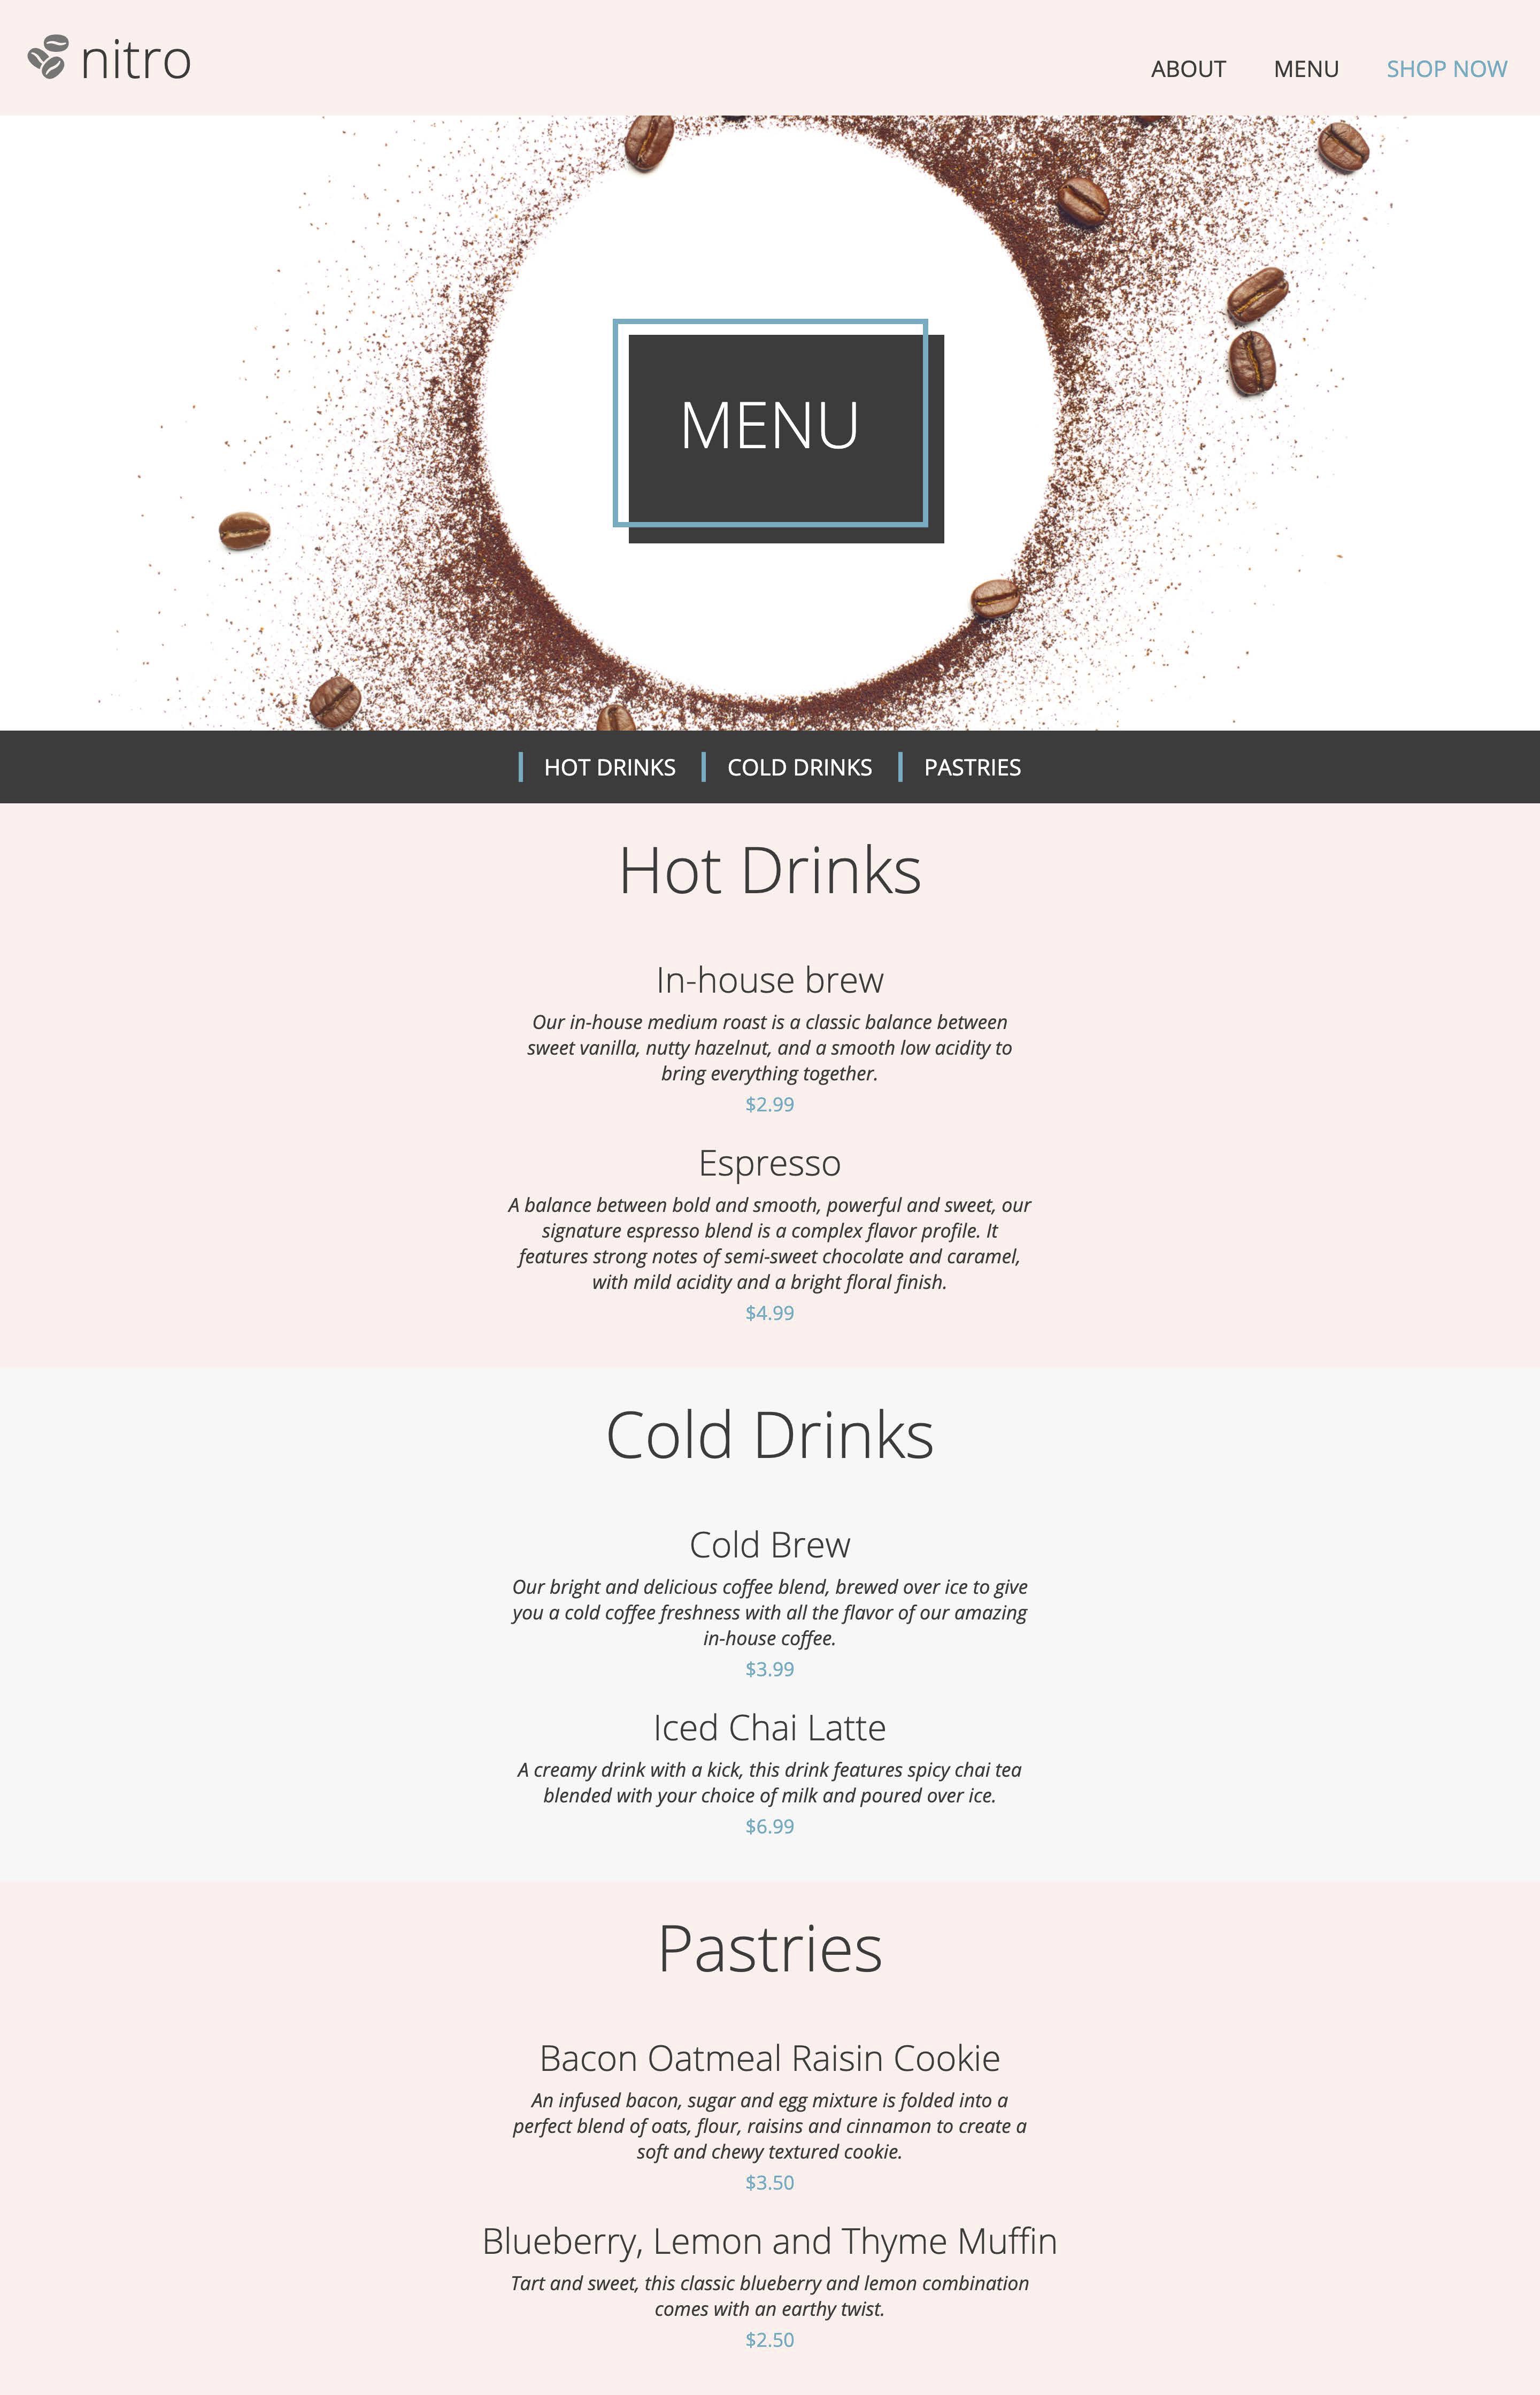 nitro
ABOUT MENU SHOP NOW
MENU
HOT DRINKS COLD DRINKS PASTRIES
Hot Drinks
In-house brew
Our in-house medium roast is a classic balance between
sweet vanilla, nutty hazelnut, and a smooth low acidity to
bring everything together.
$2.99
Espresso
A balance between bold and smooth, powerful and sweet, our
signature espresso blend is a complex flavor profile. It
features strong notes of semi-sweet chocolate and caramel,
with mild acidity and a bright floral finish.
$4.99
Cold Drinks
Cold Brew
Our bright and delicious coffee blend, brewed over ice to give
you a cold coffee freshness with all the flavor of our amazing
in-house coffee.
$3.99
Iced Chai Latte
A creamy drink with a kick, this drink features spicy chai tea
blended with your choice of milk and poured over ice.
$6.99
Pastries
Bacon Oatmeal Raisin Cookie
An infused bacon, sugar and egg mixture is folded into a
perfect blend of oats, flour, raisins and cinnamon to create a
soft and chewy textured cookie.
$3.50
Blueberry, Lemon and Thyme Muffin
Tart and sweet, this classic blueberry and lemon combination
comes with an earthy twist.
$2.50